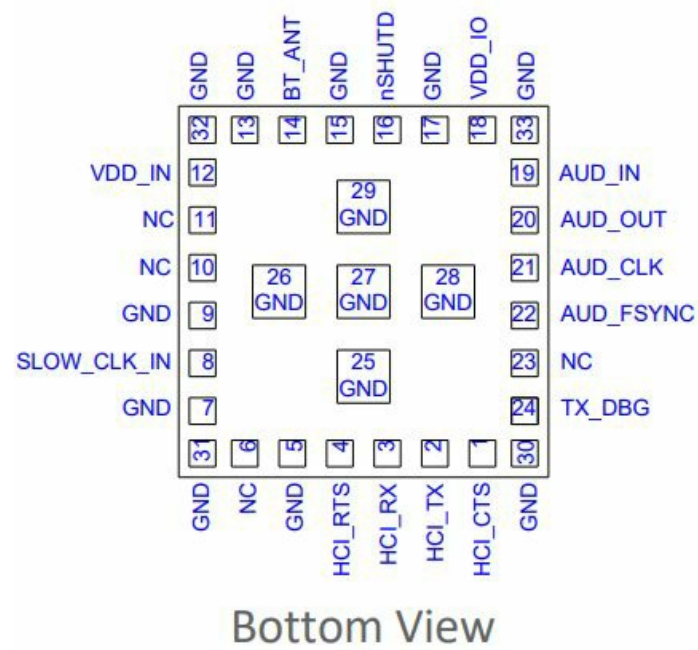 GND
GND
BT_ANT
GND
nSHUTD
GND
VDD_IO
GND
32
13
14
15
16
17
18
33
VDD_IN 12
19 AUD_IN
NC 11
29
GND
20 AUD_OUT
NC 10
26
GND
27
GND
28
GND
21 AUD_CLK
GND 9
22 AUD_FSYNC
SLOW_CLK_IN 8
25
GND
23 NC
GND 7
24 TX_DBG
31
6
5
4
3
2
1
30
GND
NC
GND
HCI_RTS
HCI_RX
HCI_TX
HCI_CTS
GND
Bottom View